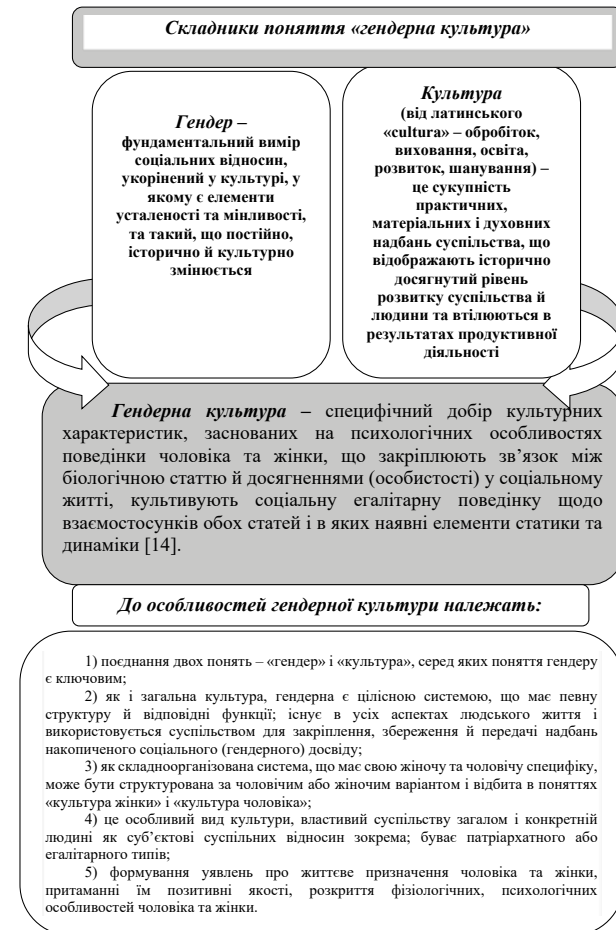 Складники поняття «гендерна культура»
Гендер –
фундаментальний вимір
соціальних відносин,
укорінений у культурі, у
якому є елементи
усталеності та мінливості,
та такий, що постійно,
історично й культурно
змінюється
Культура
(від латинського
«cultura» – обробіток,
виховання, освіта,
розвиток, шанування) –
це сукупність
практичних,
матеріальних і духовних
надбань суспільства, що
відображають історично
досягнутий рівень
розвитку суспільства й
людини та втілюються в
результатах продуктивної
діяльності
Гендерна культура – специфічний добір культурних
характеристик, заснованих на психологічних особливостях
поведінки чоловіка та жінки, що закріплюють зв’язок між
біологічною статтю й досягненнями (особистості) у соціальному
житті, культивують соціальну егалітарну поведінку щодо
взаємостосунків обох статей і в яких наявні елементи статики та
динаміки [14].
До особливостей гендерної культури належать:
1) поєднання двох понять – «гендер» і «культура», серед яких поняття гендеру
є ключовим;
2) як і загальна культура, гендерна є цілісною системою, що має певну
структуру й відповідні функції; існує в усіх аспектах людського життя і
використовується суспільством для закріплення, збереження й передачі надбань
накопиченого соціального (гендерного) досвіду;
3) як складноорганізована система, що має свою жіночу та чоловічу специфіку,
може бути структурована за чоловічим або жіночим варіантом і відбита в поняттях
«культура жінки» і «культура чоловіка»;
4) це особливий вид культури, властивий суспільству загалом і конкретній
людині як суб’єктові суспільних відносин зокрема; буває патріархатного або
егалітарного типів;
5) формування уявлень про життєве призначення чоловіка та жінки,
притаманні їм позитивні якості, розкриття фізіологічних, психологічних
особливостей чоловіка та жінки.